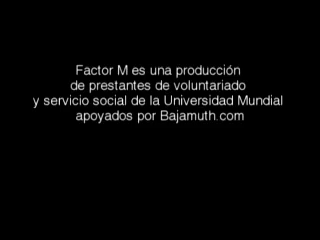 Factor M es una producción
de prestantes de voluntariado
y servicio social de la Universidad Mundial
apoyados por Bajamuth.com